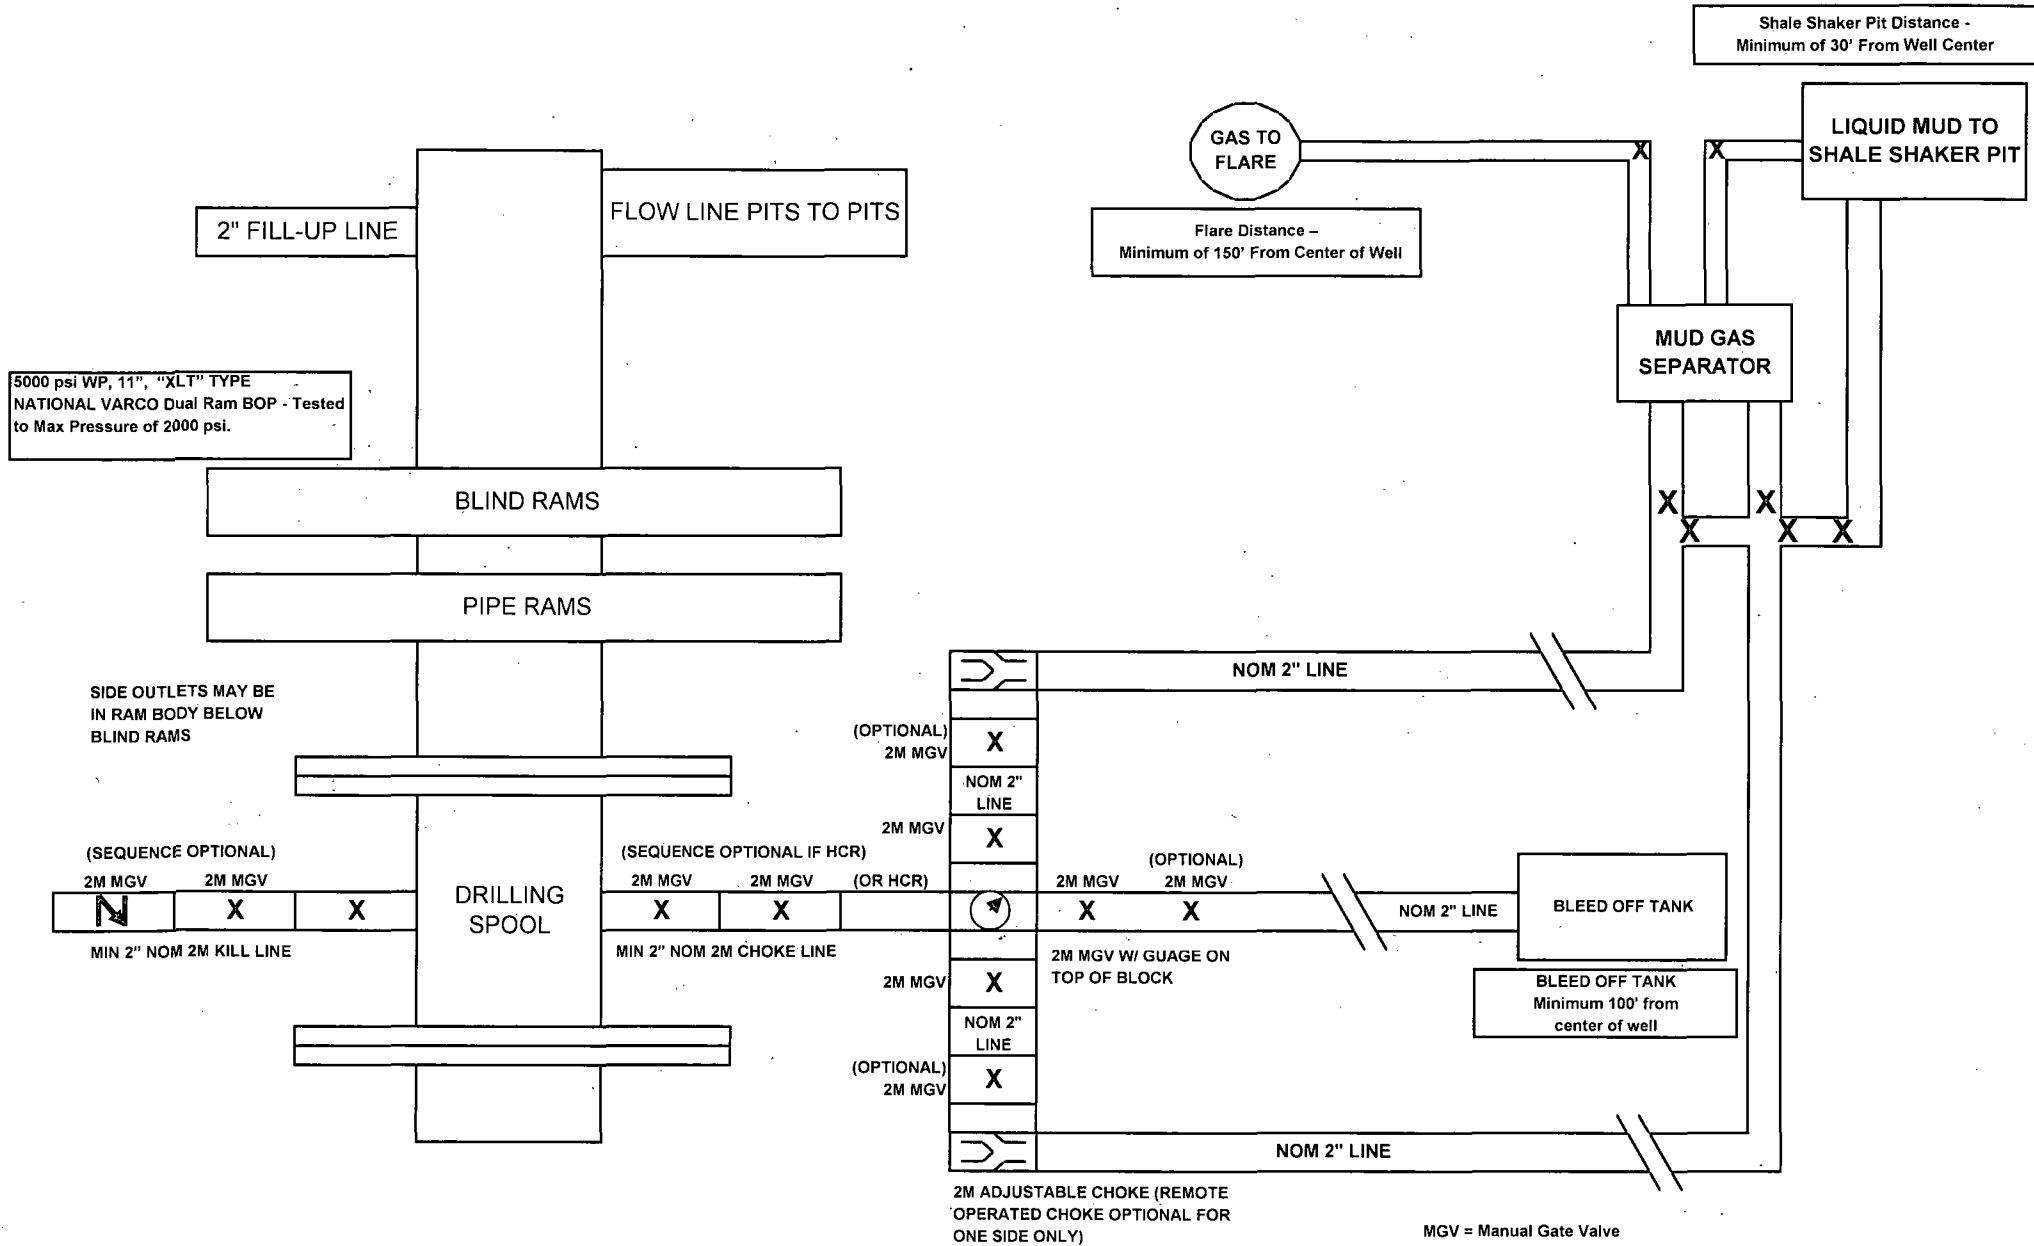 Shale Shaker Pit Distance -
Minimum of 30' From Well Center
LIQUID MUD TO
SHALE SHAKER PIT
GAS TO
FLARE
X
X
Flare Distance –
Minimum of 150' From Center of Well
2" FILL-UP LINE
FLOW LINE PITS TO PITS
MUD GAS
SEPARATOR
5000 psi WP, 11", "XLT" TYPE
NATIONAL VARCO Dual Ram BOP - Tested
to Max Pressure of 2000 psi.
BLIND RAMS
X
X
X
X
X
PIPE RAMS
SIDE OUTLETS MAY BE
IN RAM BODY BELOW
BLIND RAMS
NOM 2" LINE
(OPTIONAL)
2M MGV
X
NOM 2"
LINE
2M MGV
X
(SEQUENCE OPTIONAL)
2M MGV
2M MGV
X
X
MIN 2" NOM 2M KILL LINE
DRILLING
SPOOL
(SEQUENCE OPTIONAL IF HCR)
2M MGV
2M MGV
(OR HCR)
X
X
MIN 2" NOM 2M CHOKE LINE
2M MGV
(OPTIONAL)
2M MGV
X
X
NOM 2" LINE
BLEED OFF TANK
2M MGV W/ GUAGE ON
TOP OF BLOCK
BLEED OFF TANK
Minimum 100' from
center of well
2M MGV
X
NOM 2"
LINE
(OPTIONAL)
2M MGV
X
NOM 2" LINE
2M ADJUSTABLE CHOKE (REMOTE
OPERATED CHOKE OPTIONAL FOR
ONE SIDE ONLY)
MGV = Manual Gate Valve